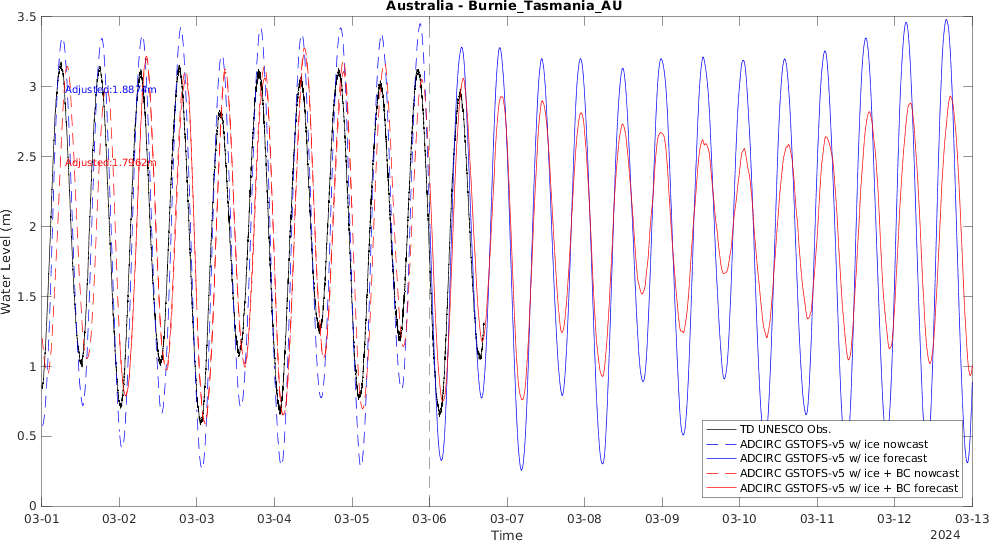 Australia - Burnie_Tasmania_AU
3.5
3
2.5
2
1.5
1
0.5
0
Water Level (m)
Adjusted:1.8874m
Adjusted:1.7962m
TD UNESCO Obs.
ADCIRC GSTOFS-v5 w/ ice nowcast
ADCIRC GSTOFS-v5 w/ ice forecast
ADCIRC GSTOFS-v5 w/ ice + BC nowcast
ADCIRC GSTOFS-v5 w/ ice + BC forecast
03-01 03-02 03-03 03-04 03-05 03-06 03-07 03-08 03-09 03-10 03-11 03-12 03-13
Time
2024